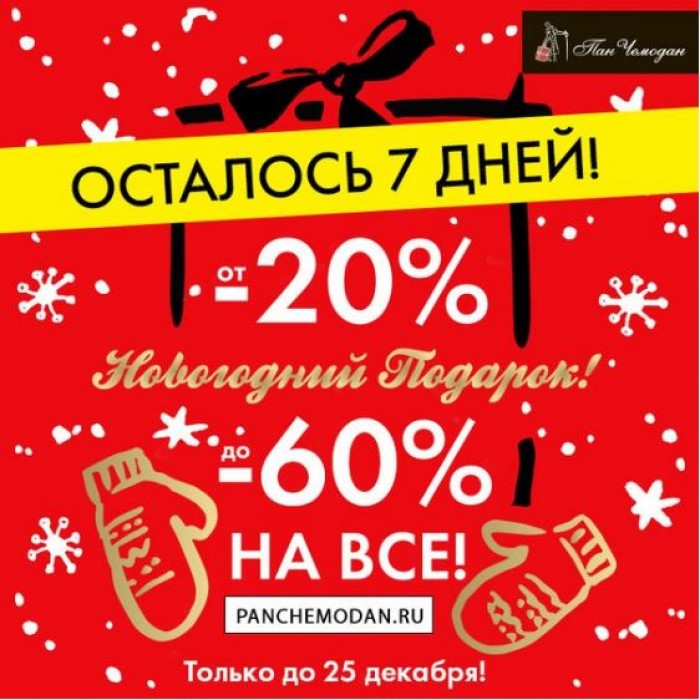 Пан Чемодан
ОСТАЛОСЬ 7 ДНЕЙ!
от -20%
Новогодний Подарок!
до -60%
НА ВСЕ!
PANCHEMODAN.RU
Только до 25 декабря!